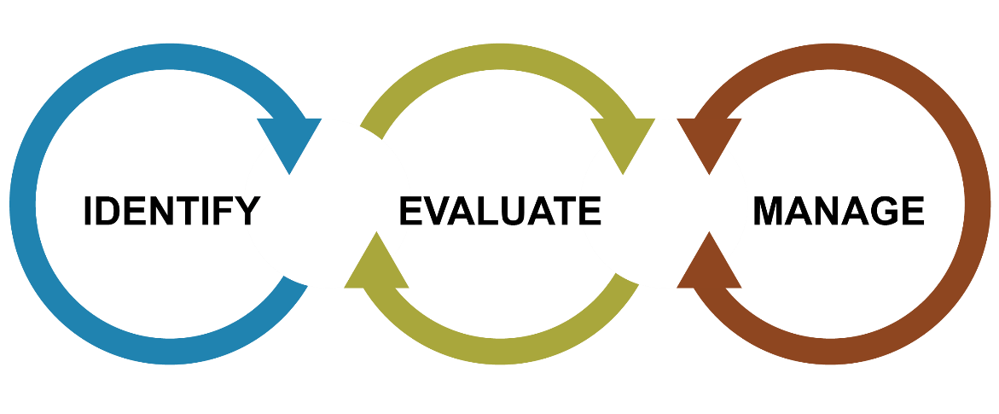 IDENTIFY
EVALUATE
MANAGE